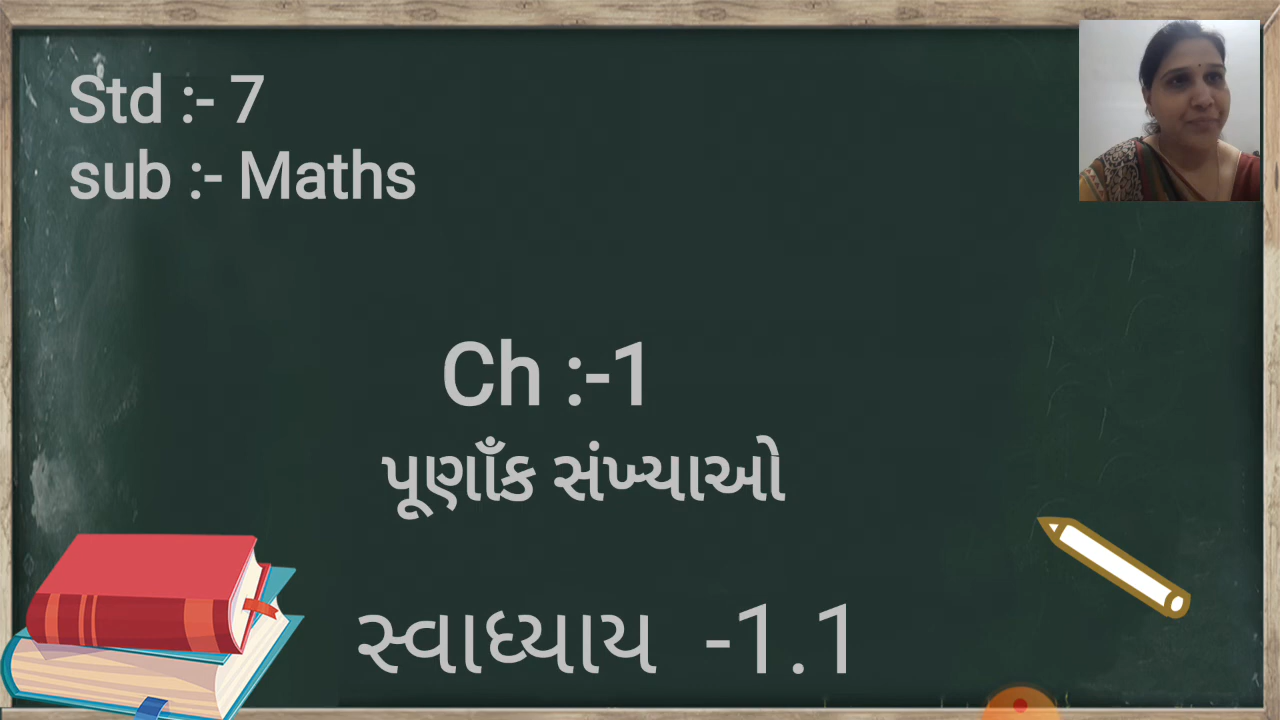 Std :- 7
sub :- Maths
Ch :-1
પૂણાઁક સંખ્યાઓ
સ્વાધ્યાય -1.1